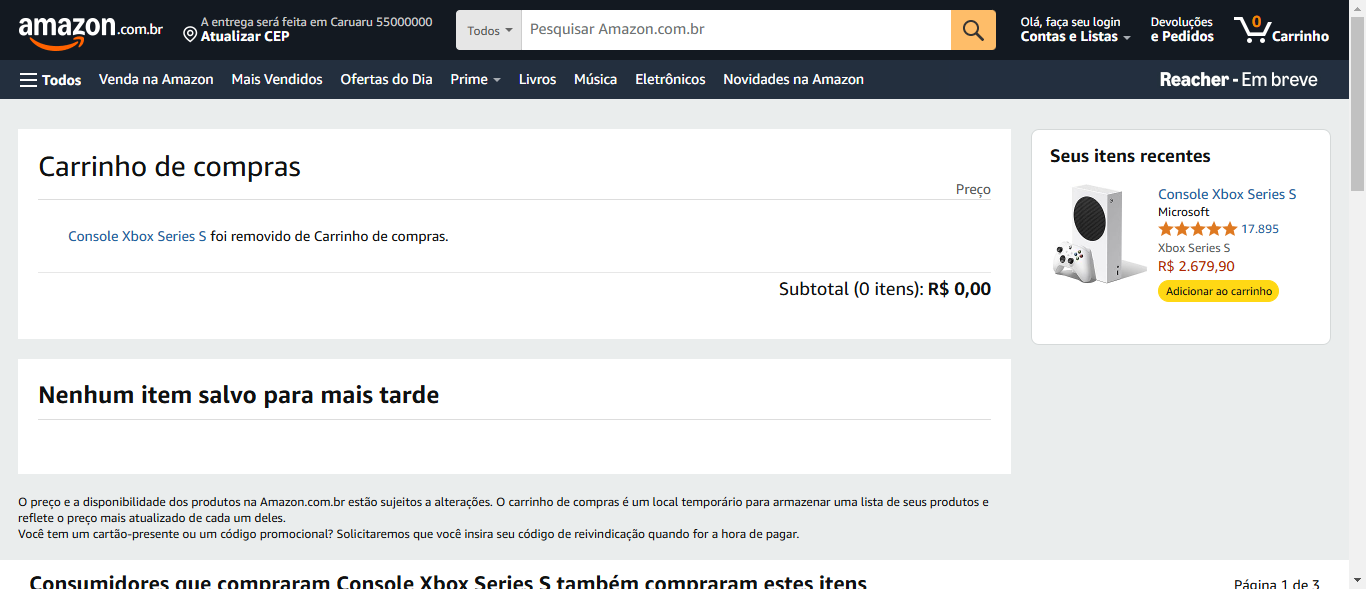 amazon.com.br
A entrega será feita em Caruaru 55000000
Atualizar CEP
Todos
Pesquisar Amazon.com.br
Olá, faça seu login
Contas e Listas
Devoluções
e Pedidos
0
Carrinho
Todos
Venda na Amazon
Mais Vendidos
Ofertas do Dia
Prime
Livros
Música
Eletrônicos
Novidades na Amazon
Reacher - Em breve
Carrinho de compras
Preço
Console Xbox Series S foi removido de Carrinho de compras.
Subtotal (0 itens): R$ 0,00
Seus itens recentes
Console Xbox Series S
Microsoft
17.895
Xbox Series S
R$ 2.679,90
Adicionar ao carrinho
Nenhum item salvo para mais tarde
O preço e a disponibilidade dos produtos na Amazon.com.br estão sujeitos a alterações. O carrinho de compras é um local temporário para armazenar uma lista de seus produtos e
reflete o preço mais atualizado de cada um deles.
Você tem um cartão-presente ou um código promocional? Solicitaremos que você insira seu código de reivindicação quando for a hora de pagar.
Consumidores que compraram Console Xbox Series S também compraram estes itens
Página 1 de 3